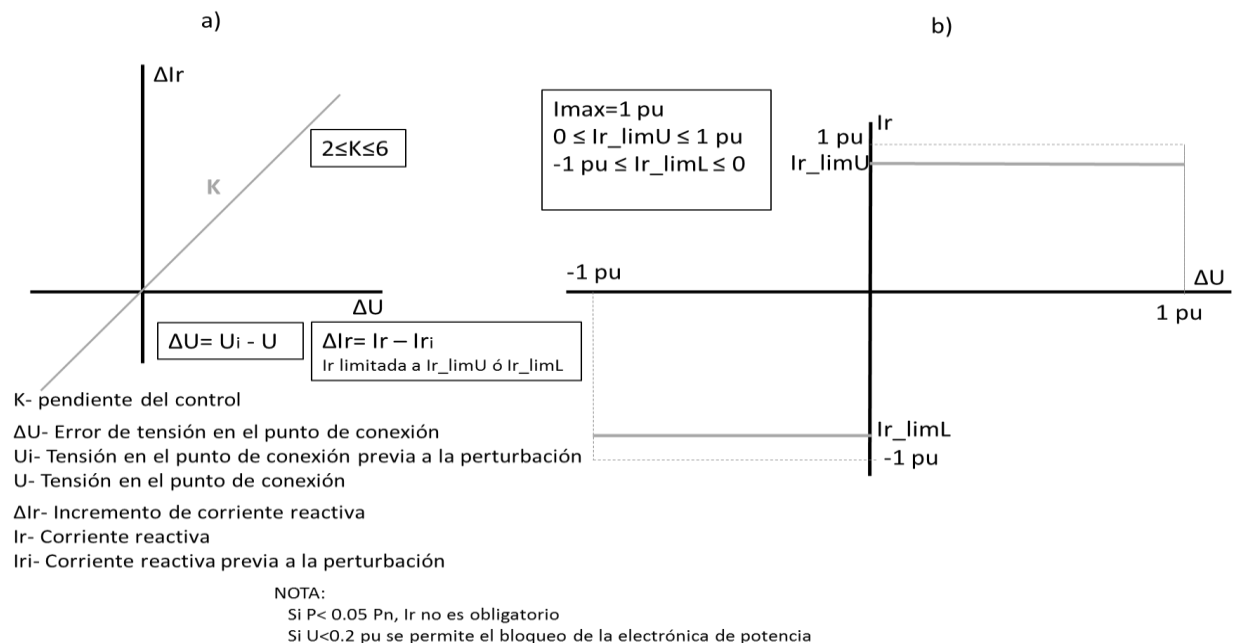 a)
ΔIr
2≤K≤6
K
ΔU
ΔU= Ui - U
ΔIr= Ir – Iri
Ir limitada a Ir_limU ó Ir_limL
b)
Imax=1 pu
0 ≤ Ir_limU ≤ 1 pu
-1 pu ≤ Ir_limL ≤ 0
Ir
1 pu
Ir_limU
-1 pu
ΔU
1 pu
Ir_limL
-1 pu
K- pendiente del control
ΔU- Error de tensión en el punto de conexión
Ui- Tensión en el punto de conexión previa a la perturbación
U- Tensión en el punto de conexión
ΔIr- Incremento de corriente reactiva
Ir- Corriente reactiva
Iri- Corriente reactiva previa a la perturbación
NOTA:
Si P< 0.05 Pn, Ir no es obligatorio
Si U<0.2 pu se permite el bloqueo de la electrónica de potencia